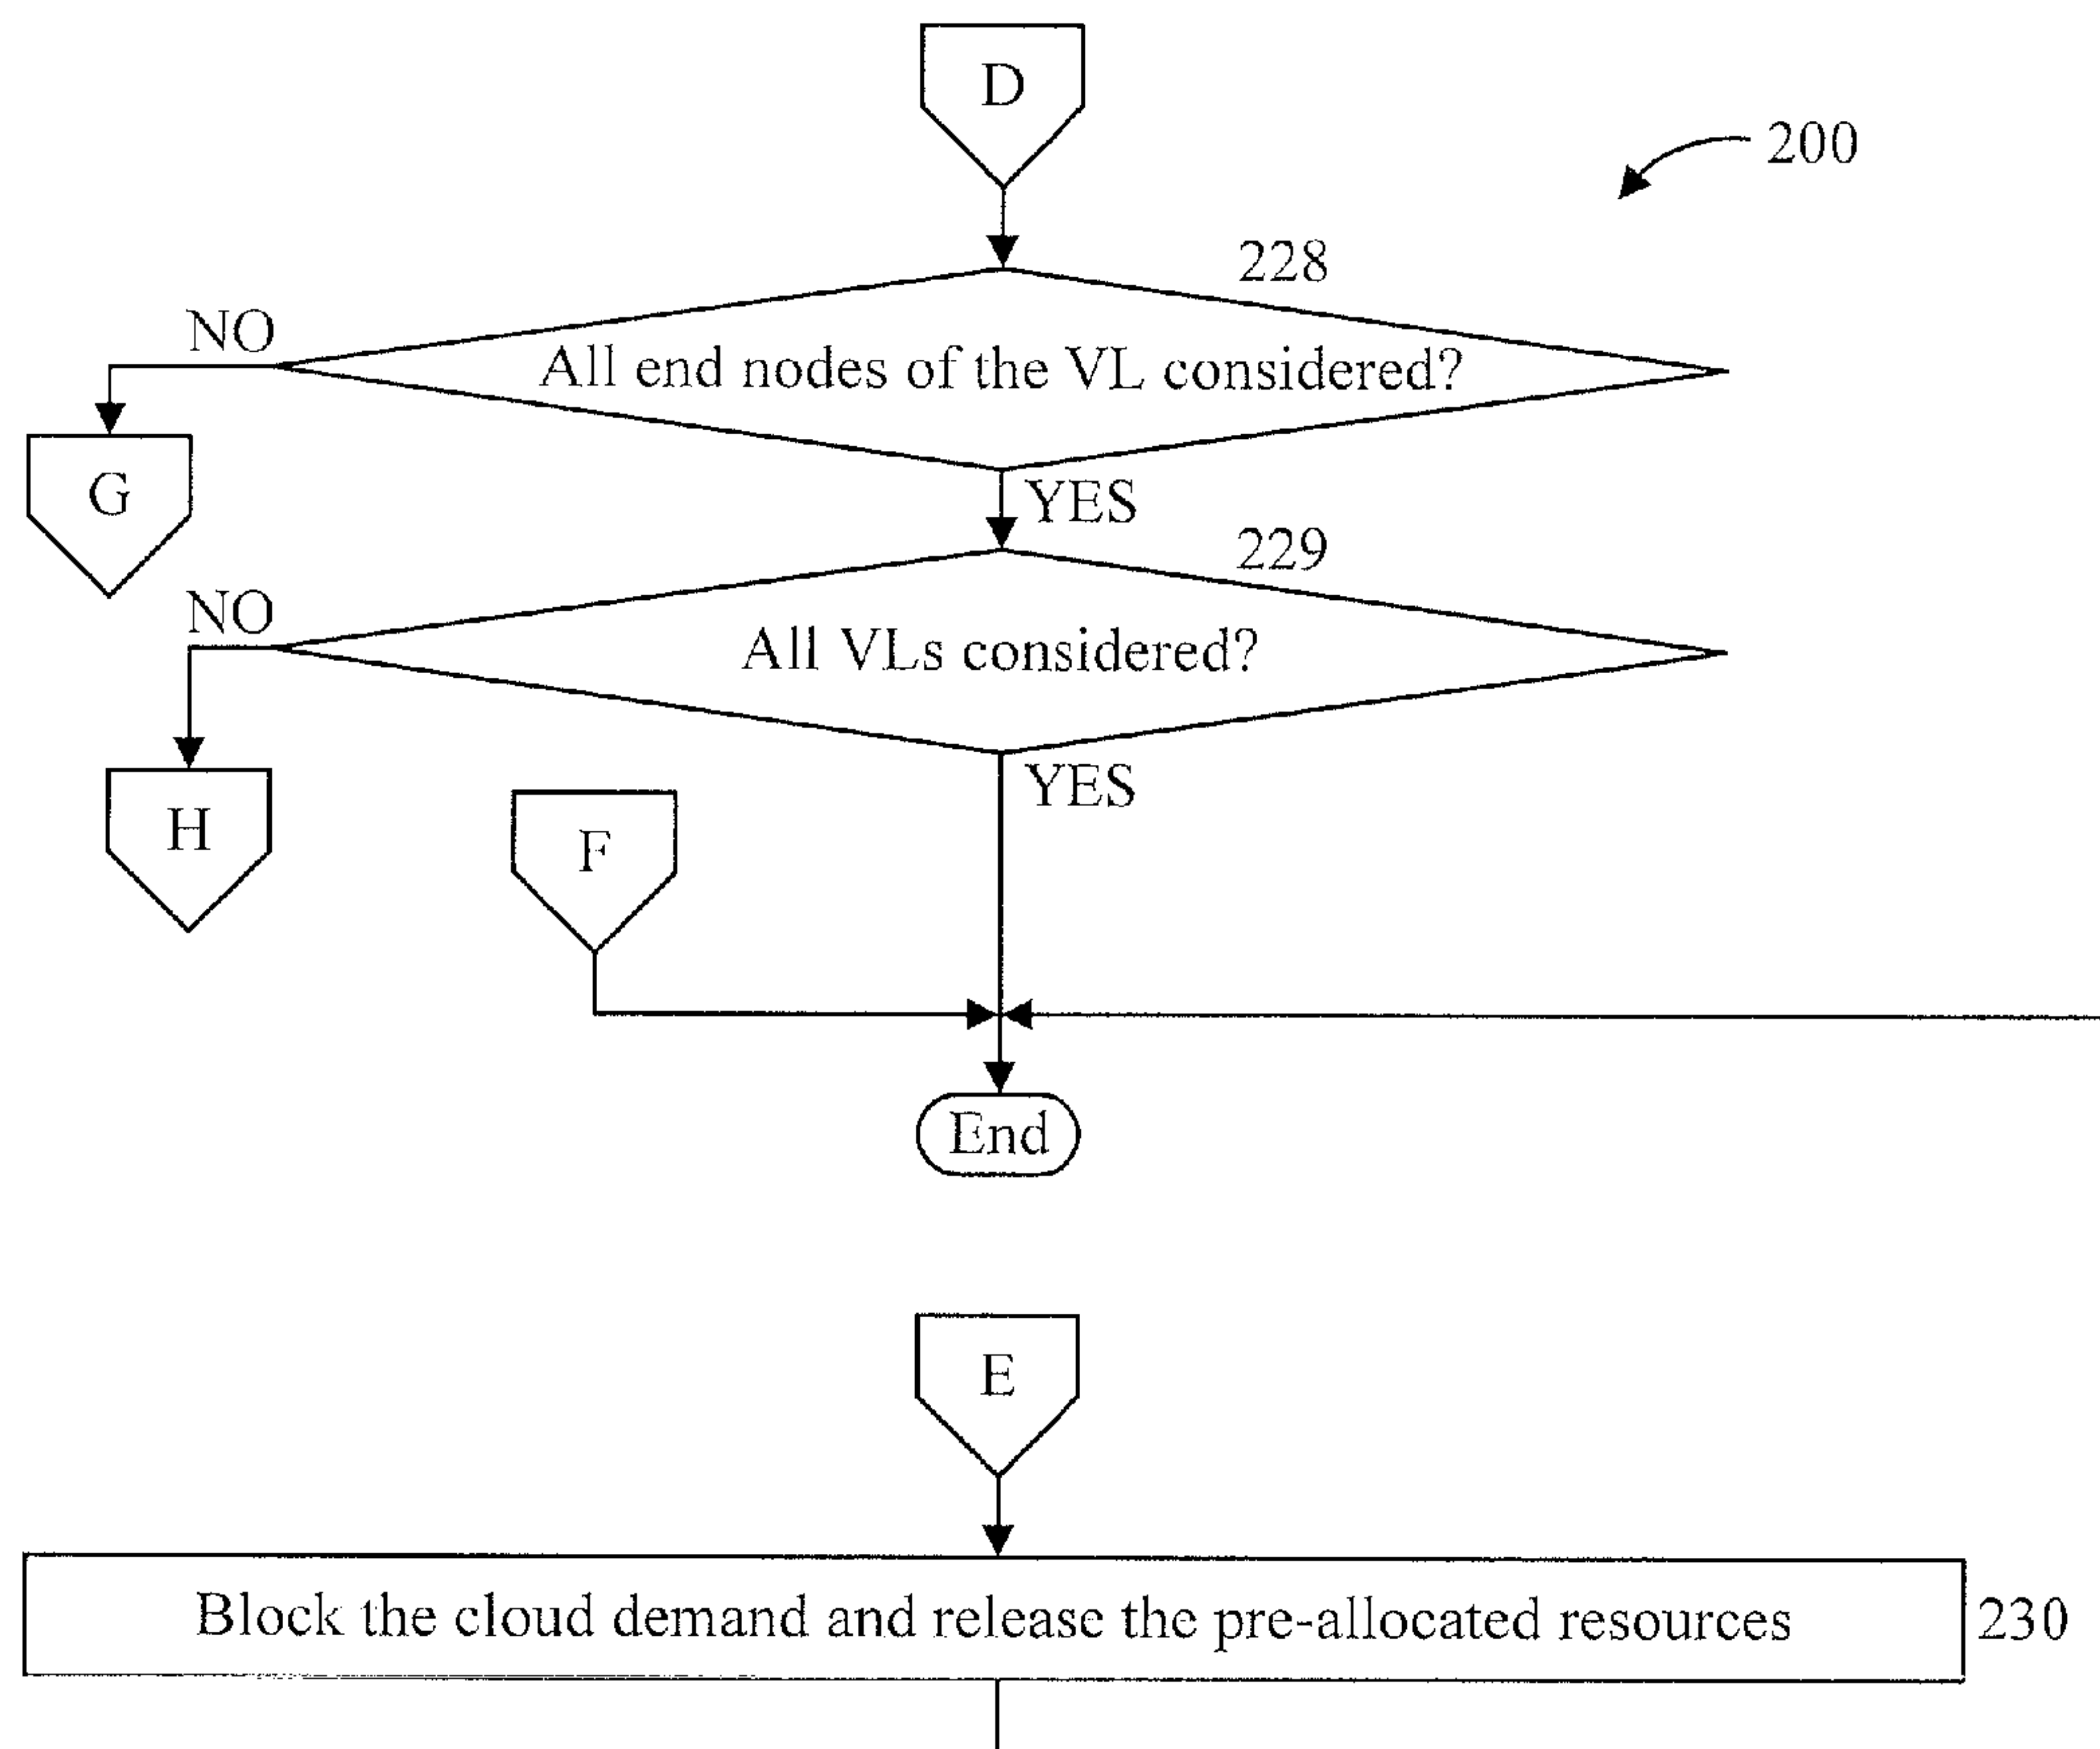 D
200
228
NO
All end nodes of the VL considered?
G
YES
229
NO
All VLs considered?
YES
H
F
End
E
Block the cloud demand and release the pre-allocated resources
230